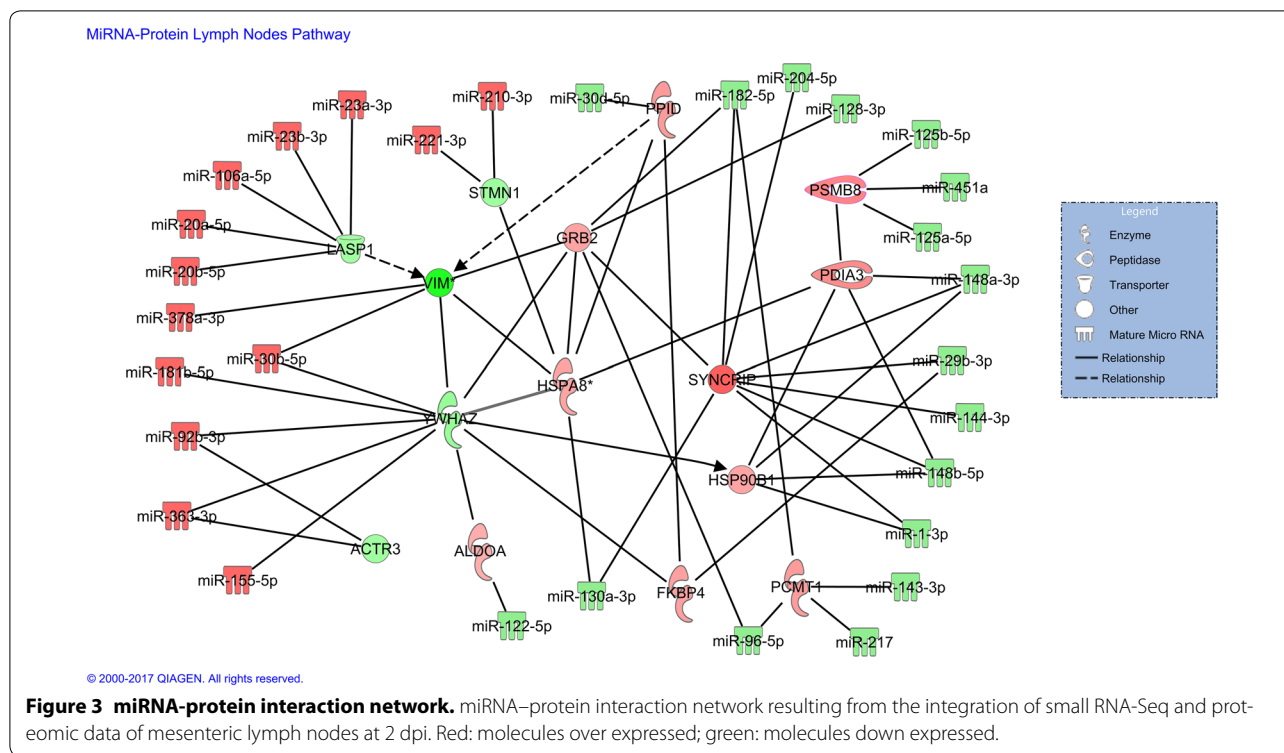 MiRNA-Protein Lymph Nodes Pathway
miR-204-5p
miR-210-3p
miR-30d-5p
miR-182-5p
miR-23a-3p
PPID
miR-128-3p
miR-23b-3p
miR-221-3p
miR-125b-5p
miR-106a-5p
STMN1
PSMB8
miR-451a
miR-20a-5p
GRB2
miR-125a-5p
LASP1
miR-20b-5p
VIM*
PDIA3
miR-148a-3p
miR-378a-3p
miR-30b-5p
miR-29b-3p
miR-181b-5p
HSPA8*
SYNCRIP
miR-144-3p
YWHAZ
miR-92b-3p
miR-148b-5p
HSP90B1
miR-363-3p
miR-1-3p
ACTR3
ALDOA
miR-155-5p
miR-130a-3p
FKBP4
PCMT1
miR-143-3p
miR-122-5p
miR-96-5p
miR-217
Legend
Enzyme
Peptidase
Transporter
Other
Mature Micro RNA
Relationship
Relationship
© 2000-2017 QIAGEN. All rights reserved.
Figure 3 miRNA-protein interaction network. miRNA–protein interaction network resulting from the integration of small RNA-Seq and prot-
eomic data of mesenteric lymph nodes at 2 dpi. Red: molecules over expressed; green: molecules down expressed.